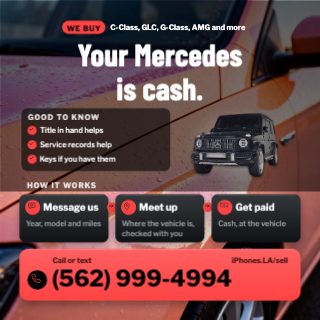 WE BUY C-Class, GLC, G-Class, AMG and more
Your Mercedes
is cash.
GOOD TO KNOW
Title in hand helps
Service records help
Keys if you have them
HOW IT WORKS
Message us
Year, model and miles
Meet up
Where the vehicle is,
checked with you
Get paid
Cash, at the vehicle
Call or text
iPhones.LA/sell
(562) 999-4994